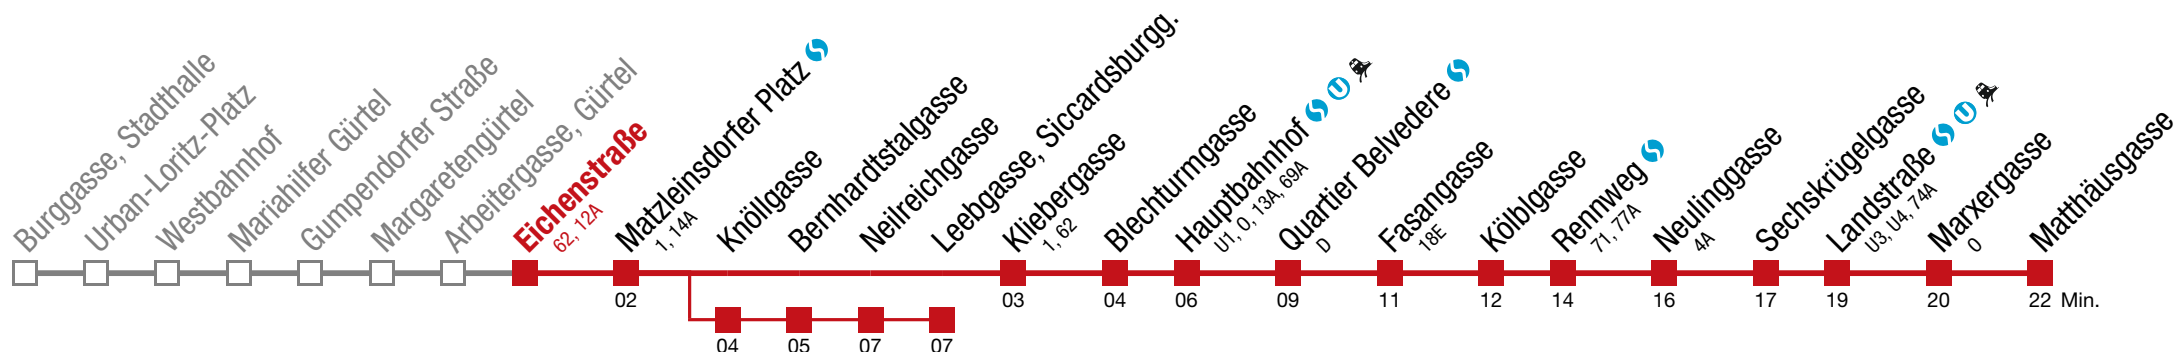 Burggasse, Stadthalle
Urban-Loritz-Platz
Westbahnhof
Mariahilfer Gürtel
Gumpendorfer Straße
Margaretengürtel
Arbeitergasse, Gürtel
Eichenstraße
62, 12A
Matzleinsdorfer Platz
1, 14A
Knöllgasse
Bernhardtstalgasse
Neilreichgasse
Leebgasse, Siccardsburgg.
Kliebergasse
1, 62
Blechturmgasse
Hauptbahnhof U
U1, O, 13A, 69A
Quartier Belvedere
D
Fasangasse
18E
Kölblgasse
Rennweg
71, 77A
Neulinggasse
4A
Sechskrügelgasse
Landstraße U
U3, U4, 74A
Marxergasse
O
Matthäusgasse
02 03 04 06 09 11 12 14 16 17 19 20 22 Min.
04 05 07 07